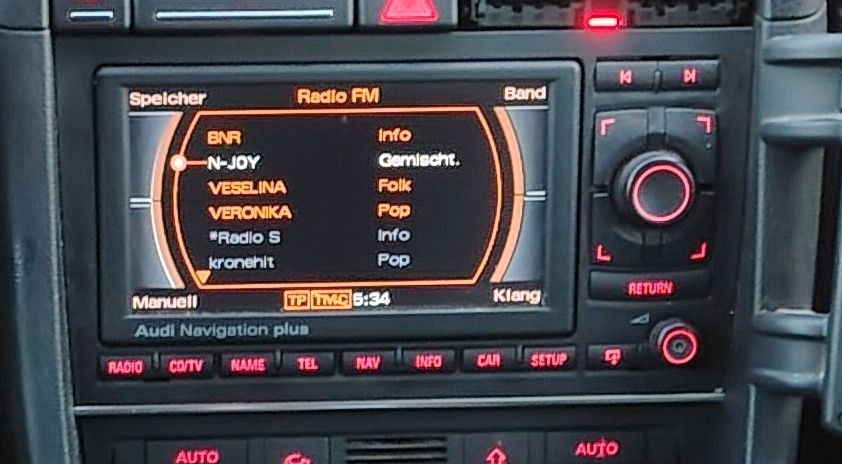 Speicher Radio FM Band
BNR Info
N-JOY Gemischt.
VESELINA Folk
VERONIKA Pop
*Radio S Info
kronehit Pop
Manuell TP TMC 5:34 Klang
Audi Navigation plus
RETURN
RADIO CD/TV NAME TEL NAV INFO CAR SETUP
AUTO AUTO